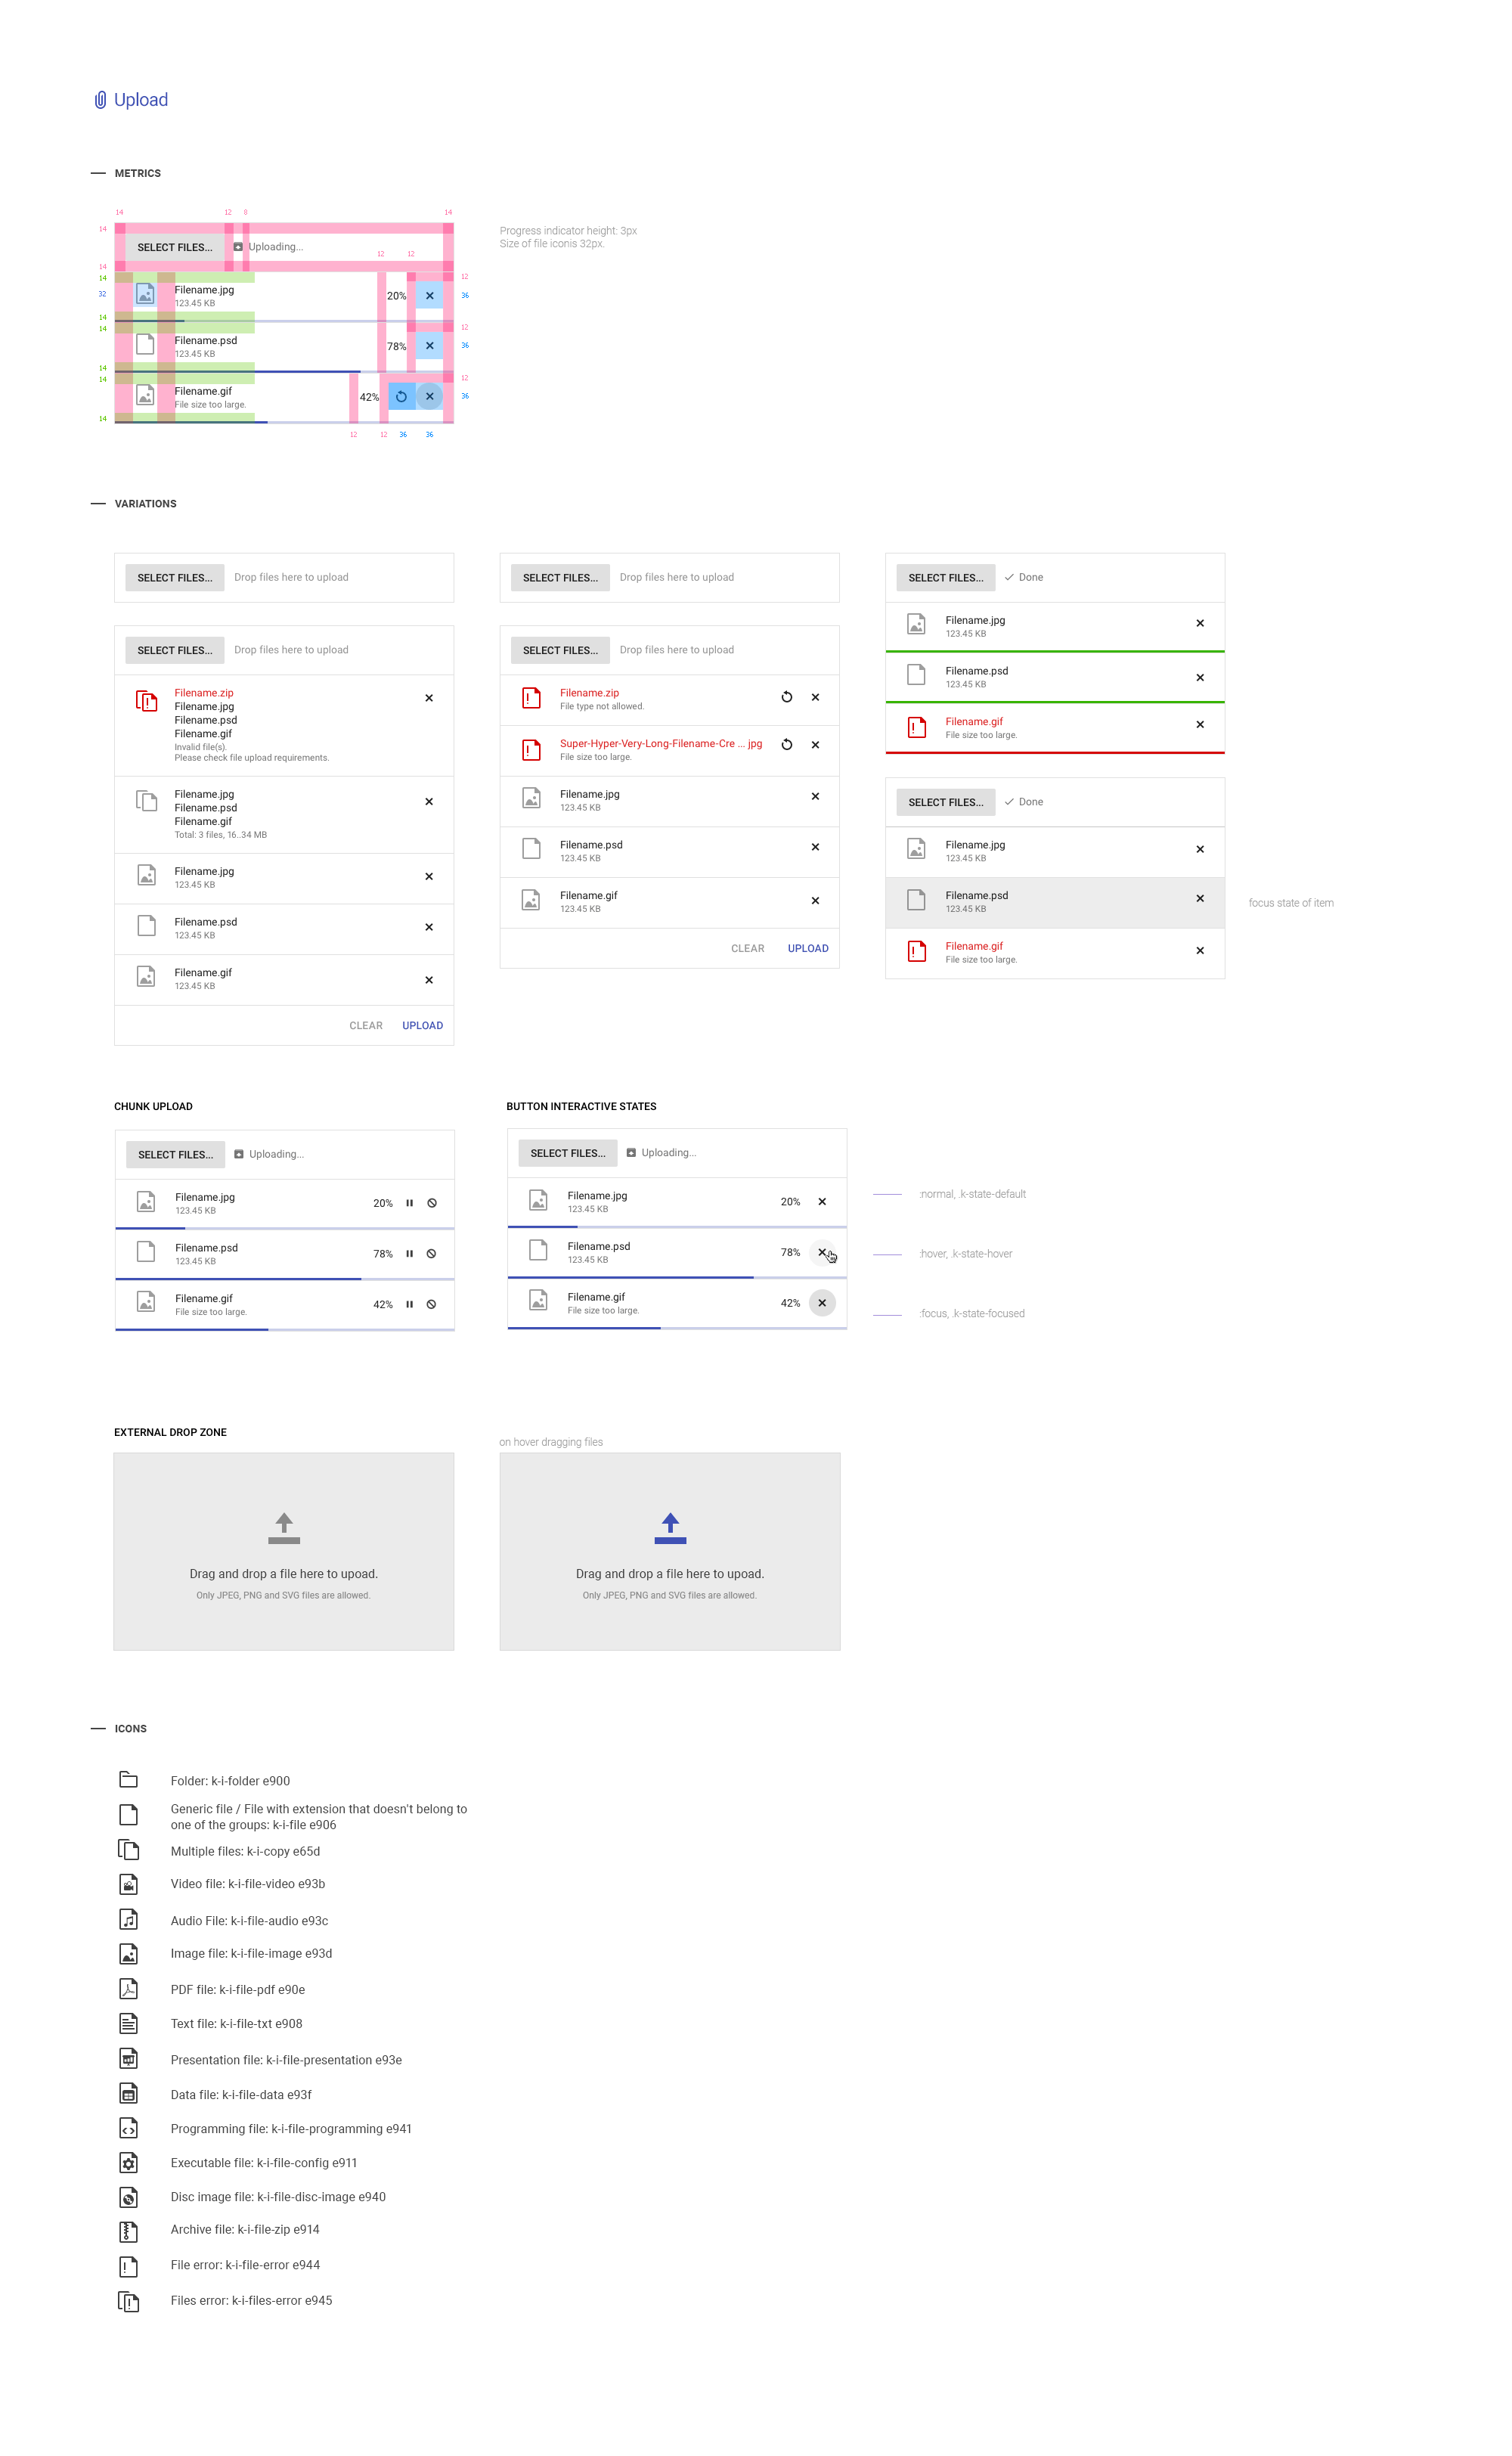 Upload
METRICS
14 12 8 14
14
SELECT FILES... Uploading...
12 12
14
14 12
Filename.jpg
32 20% 36
123.45 KB
14
14 12
Filename.psd
78% 36
123.45 KB
14
14 12
Filename.gif
42% 36
File size too large.
14
12 12 36 36
Progress indicator height: 3px
Size of file iconis 32px.
VARIATIONS
SELECT FILES... Drop files here to upload
SELECT FILES... Drop files here to upload
Filename.zip
Filename.jpg
Filename.psd
Filename.gif
Invalid file(s).
Please check file upload requirements.
Filename.jpg
Filename.psd
Filename.gif
Total: 3 files, 16..34 MB
Filename.jpg
123.45 KB
Filename.psd
123.45 KB
Filename.gif
123.45 KB
CLEAR UPLOAD
SELECT FILES... Drop files here to upload
SELECT FILES... Drop files here to upload
Filename.zip
File type not allowed.
Super-Hyper-Very-Long-Filename-Cre ... jpg
File size too large.
Filename.jpg
123.45 KB
Filename.psd
123.45 KB
Filename.gif
123.45 KB
CLEAR UPLOAD
SELECT FILES... Done
Filename.jpg
123.45 KB
Filename.psd
123.45 KB
Filename.gif
File size too large.
SELECT FILES... Done
Filename.jpg
123.45 KB
Filename.psd
123.45 KB
focus state of item
Filename.gif
File size too large.
CHUNK UPLOAD
SELECT FILES... Uploading...
Filename.jpg
20%
123.45 KB
Filename.psd
78%
123.45 KB
Filename.gif
42%
File size too large.
BUTTON INTERACTIVE STATES
SELECT FILES... Uploading...
Filename.jpg
20%
123.45 KB
:normal, .k-state-default
Filename.psd
78%
123.45 KB
:hover, .k-state-hover
Filename.gif
42%
File size too large.
:focus, .k-state-focused
EXTERNAL DROP ZONE
Drag and drop a file here to upoad.
Only JPEG, PNG and SVG files are allowed.
on hover dragging files
Drag and drop a file here to upoad.
Only JPEG, PNG and SVG files are allowed.
ICONS
Folder: k-i-folder e900
Generic file / File with extension that doesn't belong to
one of the groups: k-i-file e906
Multiple files: k-i-copy e65d
Video file: k-i-file-video e93b
Audio File: k-i-file-audio e93c
Image file: k-i-file-image e93d
PDF file: k-i-file-pdf e90e
Text file: k-i-file-txt e908
Presentation file: k-i-file-presentation e93e
Data file: k-i-file-data e93f
Programming file: k-i-file-programming e941
Executable file: k-i-file-config e911
Disc image file: k-i-file-disc-image e940
Archive file: k-i-file-zip e914
File error: k-i-file-error e944
Files error: k-i-files-error e945